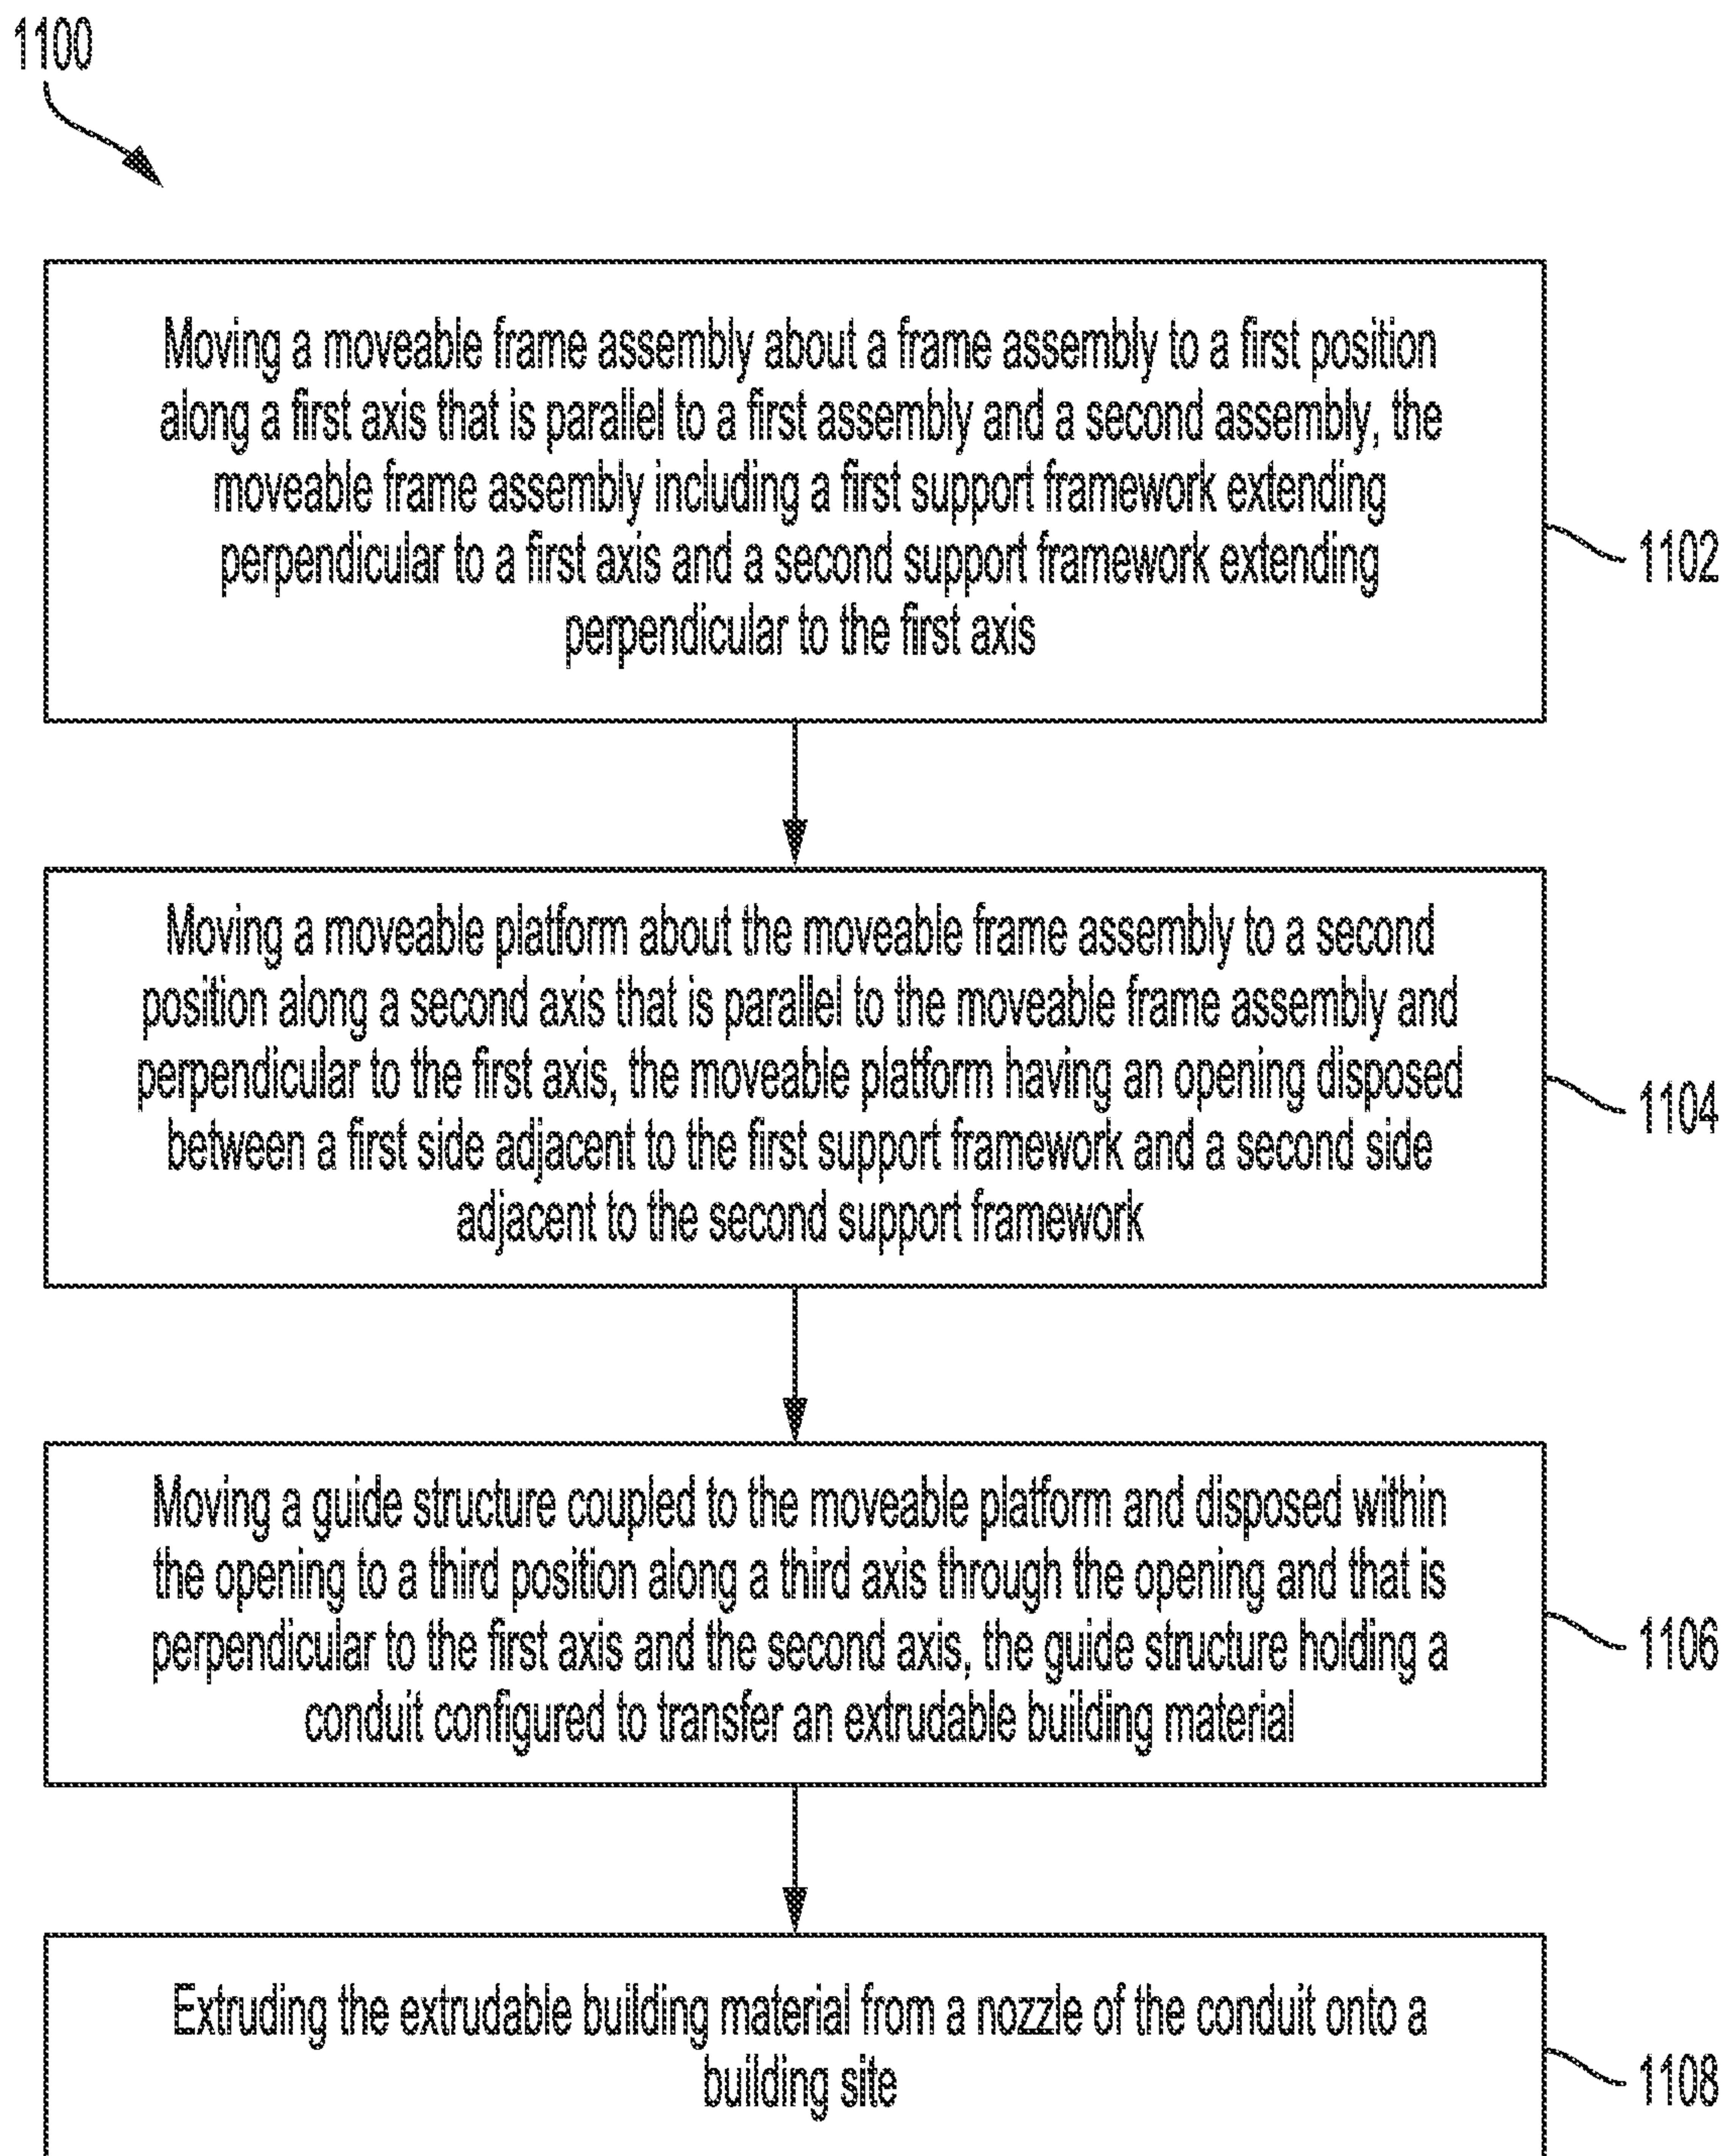 1100
Moving a moveable frame assembly about a frame assembly to a first position
along a first axis that is parallel to a first assembly and a second assembly, the
moveable frame assembly including a first support framework extending
perpendicular to a first axis and a second support framework extending
perpendicular to the first axis
1102
Moving a moveable platform about the moveable frame assembly to a second
position along a second axis that is parallel to the moveable frame assembly and
perpendicular to the first axis, the moveable platform having an opening disposed
between a first side adjacent to the first support framework and a second side
adjacent to the second support framework
1104
Moving a guide structure coupled to the moveable platform and disposed within
the opening to a third position along a third axis through the opening and that is
perpendicular to the first axis and the second axis, the guide structure holding a
conduit configured to transfer an extrudable building material
1106
Extruding the extrudable building material from a nozzle of the conduit onto a
building site
1108